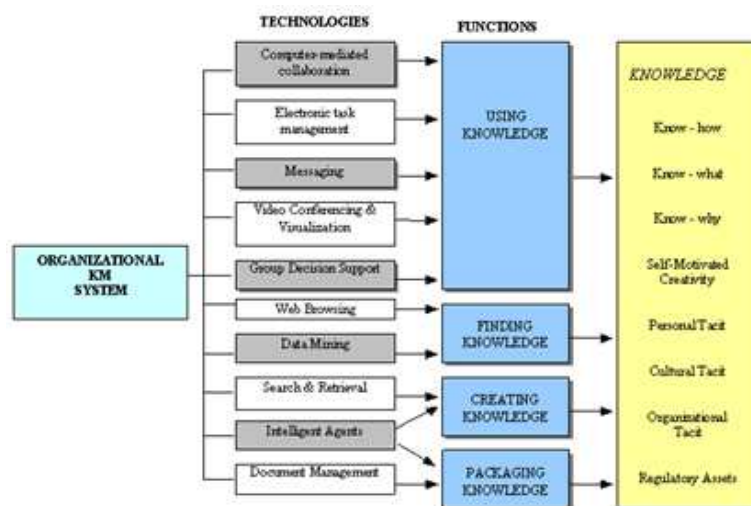 TECHNOLOGIES
FUNCTIONS
Computer-mediated
collaboration
Electronic task
management
Messaging
Video Conferencing &
Visualization
Group Decision Support
Web Browsing
Data Mining
Search & Retrieval
Intelligent Agents
Document Management
ORGANIZATIONAL
KM
SYSTEM
USING
KNOWLEDGE
FINDING
KNOWLEDGE
CREATING
KNOWLEDGE
PACKAGING
KNOWLEDGE
KNOWLEDGE
Know - how
Know - what
Know - why
Self-Motivated
Creativity
Personal Tacit
Cultural Tacit
Organizational
Tacit
Regulatory Assets